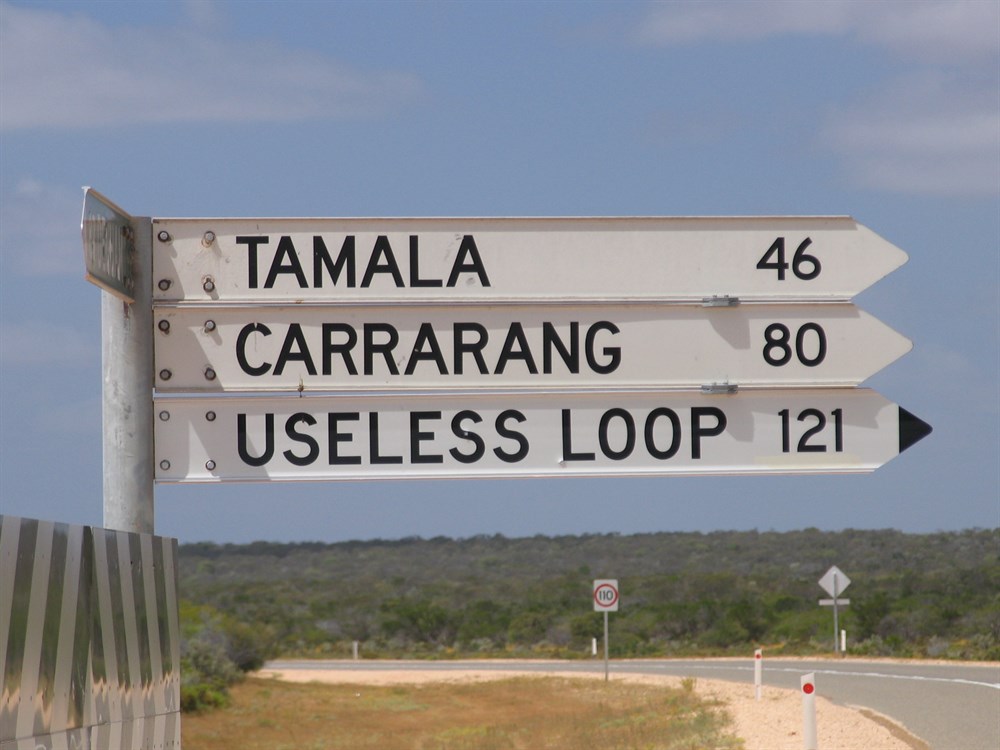 TAMALA 46
CARRARANG 80
USELESS LOOP 121
110